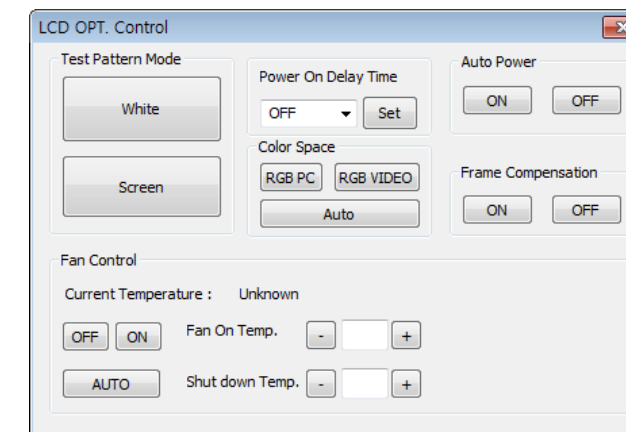 LCD OPT. Control
Test Pattern Mode
White
Screen
Power On Delay Time
OFF Set
Color Space
RGB PC RGB VIDEO
Auto
Auto Power
ON OFF
Frame Compensation
ON OFF
Fan Control
Current Temperature : Unknown
OFF ON Fan On Temp. - +
AUTO Shut down Temp. - +